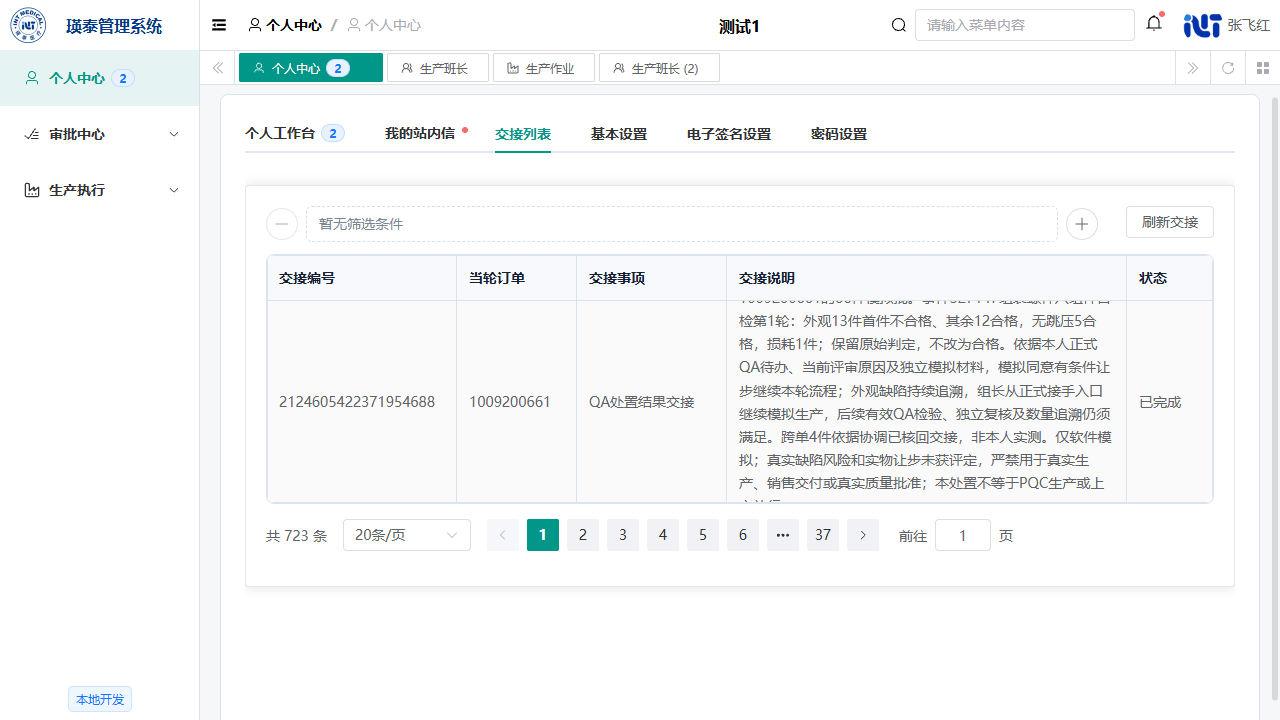 瑛泰管理系统
个人中心 / 个人中心
测试1
请输入菜单内容
张飞红
个人中心 2
审批中心
生产执行
本地开发
个人中心 2
生产班长
生产作业
生产班长 (2)
个人工作台 2
我的站内信
交接列表
基本设置
电子签名设置
密码设置
暂无筛选条件
刷新交接
交接编号
当轮订单
交接事项
交接说明
状态
2124605422371954688
1009200661
QA处置结果交接
检第1轮：外观13件首件不合格、其余12合格，无跳压5合
格，损耗1件；保留原始判定，不改为合格。依据本人正式
QA待办、当前评审原因及独立模拟材料，模拟同意有条件让
步继续本轮流程；外观缺陷持续追溯，组长从正式接手入口
继续模拟生产，后续有效QA检验、独立复核及数量追溯仍须
满足。跨单4件依据协调已核回交接，非本人实测。仅软件模
拟；真实缺陷风险和实物让步未获评定，严禁用于真实生
产、销售交付或真实质量批准；本处置不等于PQC生产或上
已完成
共 723 条
20条/页
1
2
3
4
5
6
•••
37
前往
1
页